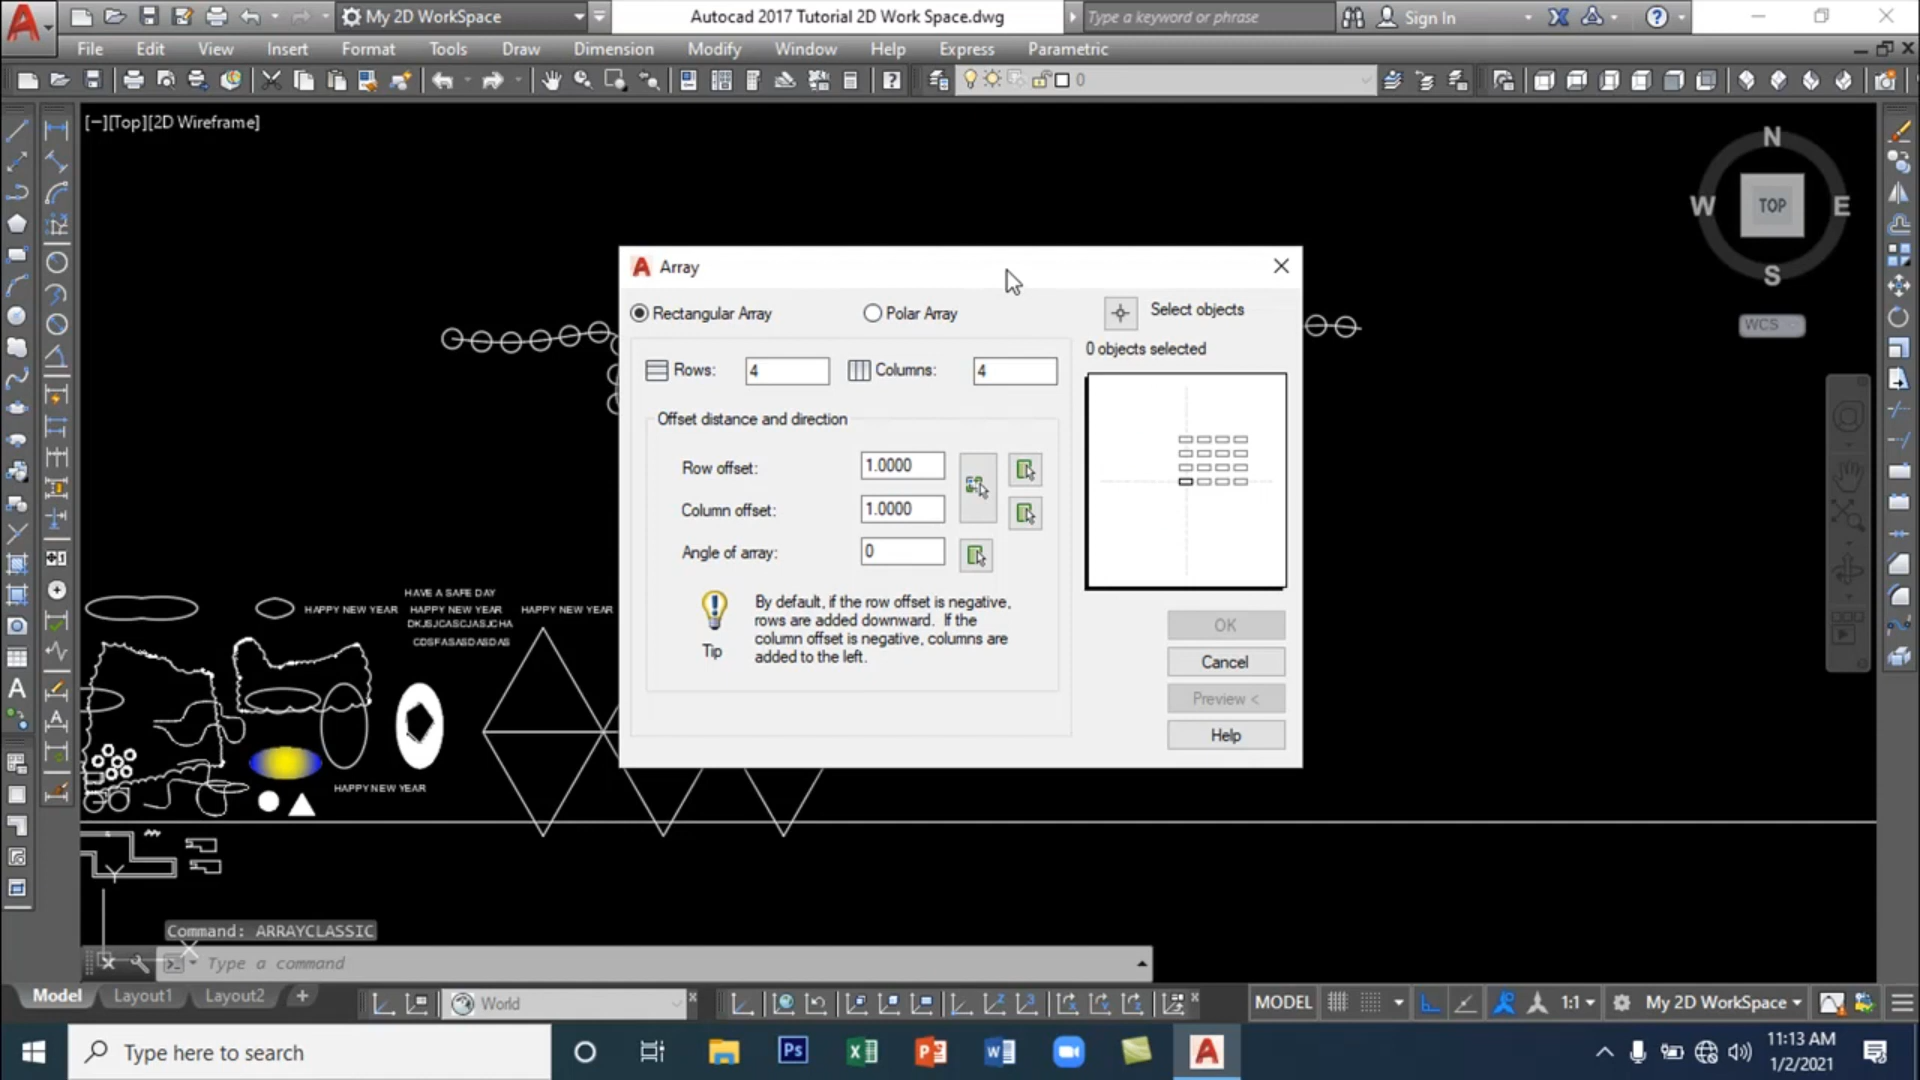 My 2D WorkSpace
Autocad 2017 Tutorial 2D Work Space.dwg
Type a keyword or phrase
Sign In
File Edit View Insert Format Tools Draw Dimension Modify Window Help Express Parametric
0
[−][Top][2D Wireframe]
N
W TOP E
S
WCS
Array
Rectangular Array
Polar Array
Select objects
0 objects selected
Rows: 4
Columns: 4
Offset distance and direction
Row offset: 1.0000
Column offset: 1.0000
Angle of array: 0
Tip
By default, if the row offset is negative,
rows are added downward. If the
column offset is negative, columns are
added to the left.
OK
Cancel
Preview <
Help
HAVE A SAFE DAY
HAPPY NEW YEAR HAPPY NEW YEAR HAPPY NEW YEAR
DKJSJCASCJASJCHA
CDSFASASDASDAS
HAPPY NEW YEAR
Y
X
Command: ARRAYCLASSIC
Type a command
Model Layout1 Layout2 +
World
MODEL
1:1
My 2D WorkSpace
Type here to search
Ps
11:13 AM
1/2/2021